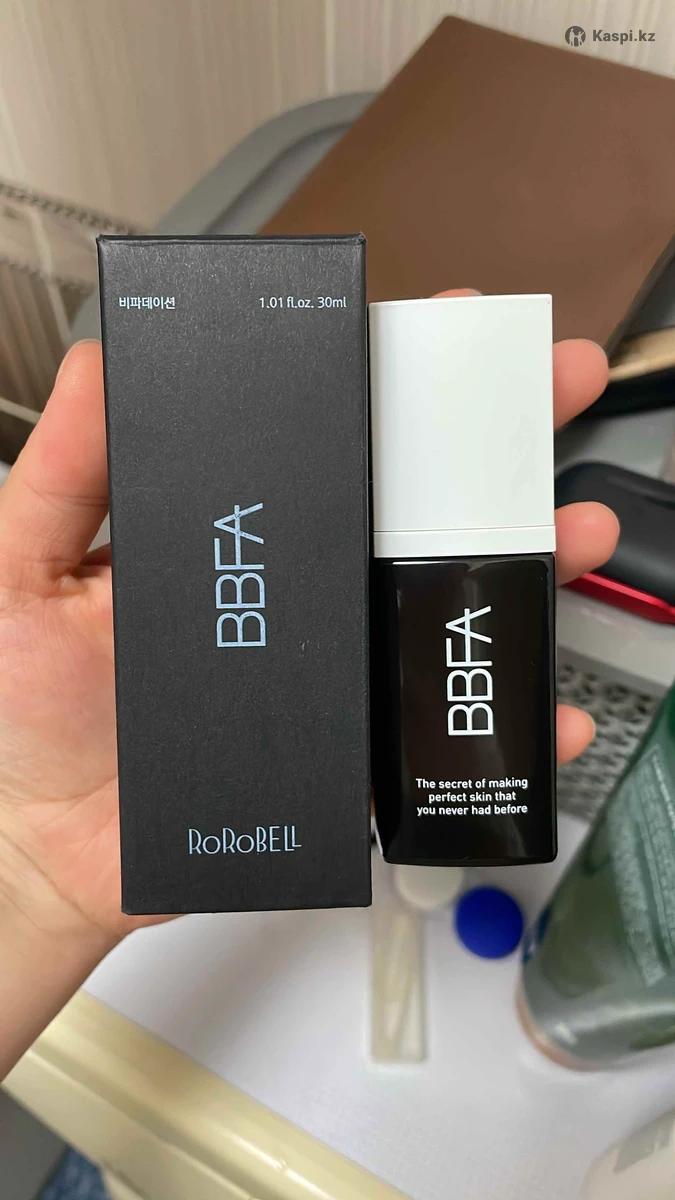 Kaspi.kz
비파데이션 1.01 fl.oz. 30ml
BBFA
RoRoBELL
BBFA
The secret of making
perfect skin that
you never had before